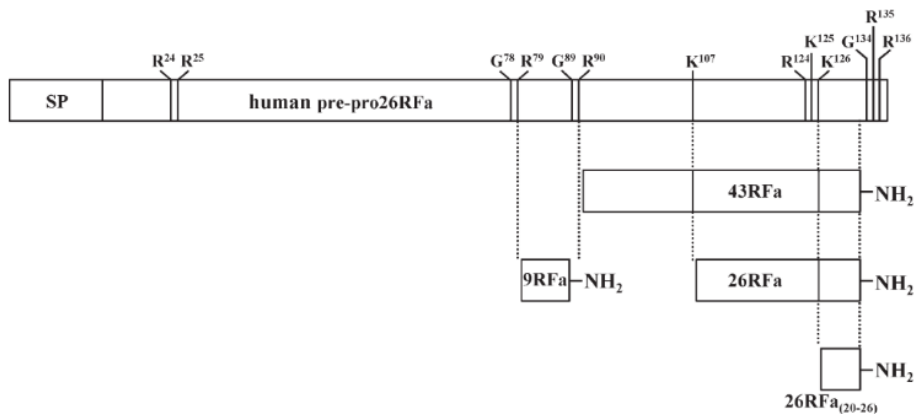 R¹³⁵
K¹²⁵ G¹³⁴ R¹³⁶
R²⁴ R²⁵ G⁷⁸ R⁷⁹ G⁸⁹ R⁹⁰ K¹⁰⁷ R¹²⁴ K¹²⁶
SP human pre-pro26RFa
43RFa NH₂
9RFa NH₂ 26RFa NH₂
NH₂
26RFa₍₂₀₋₂₆₎